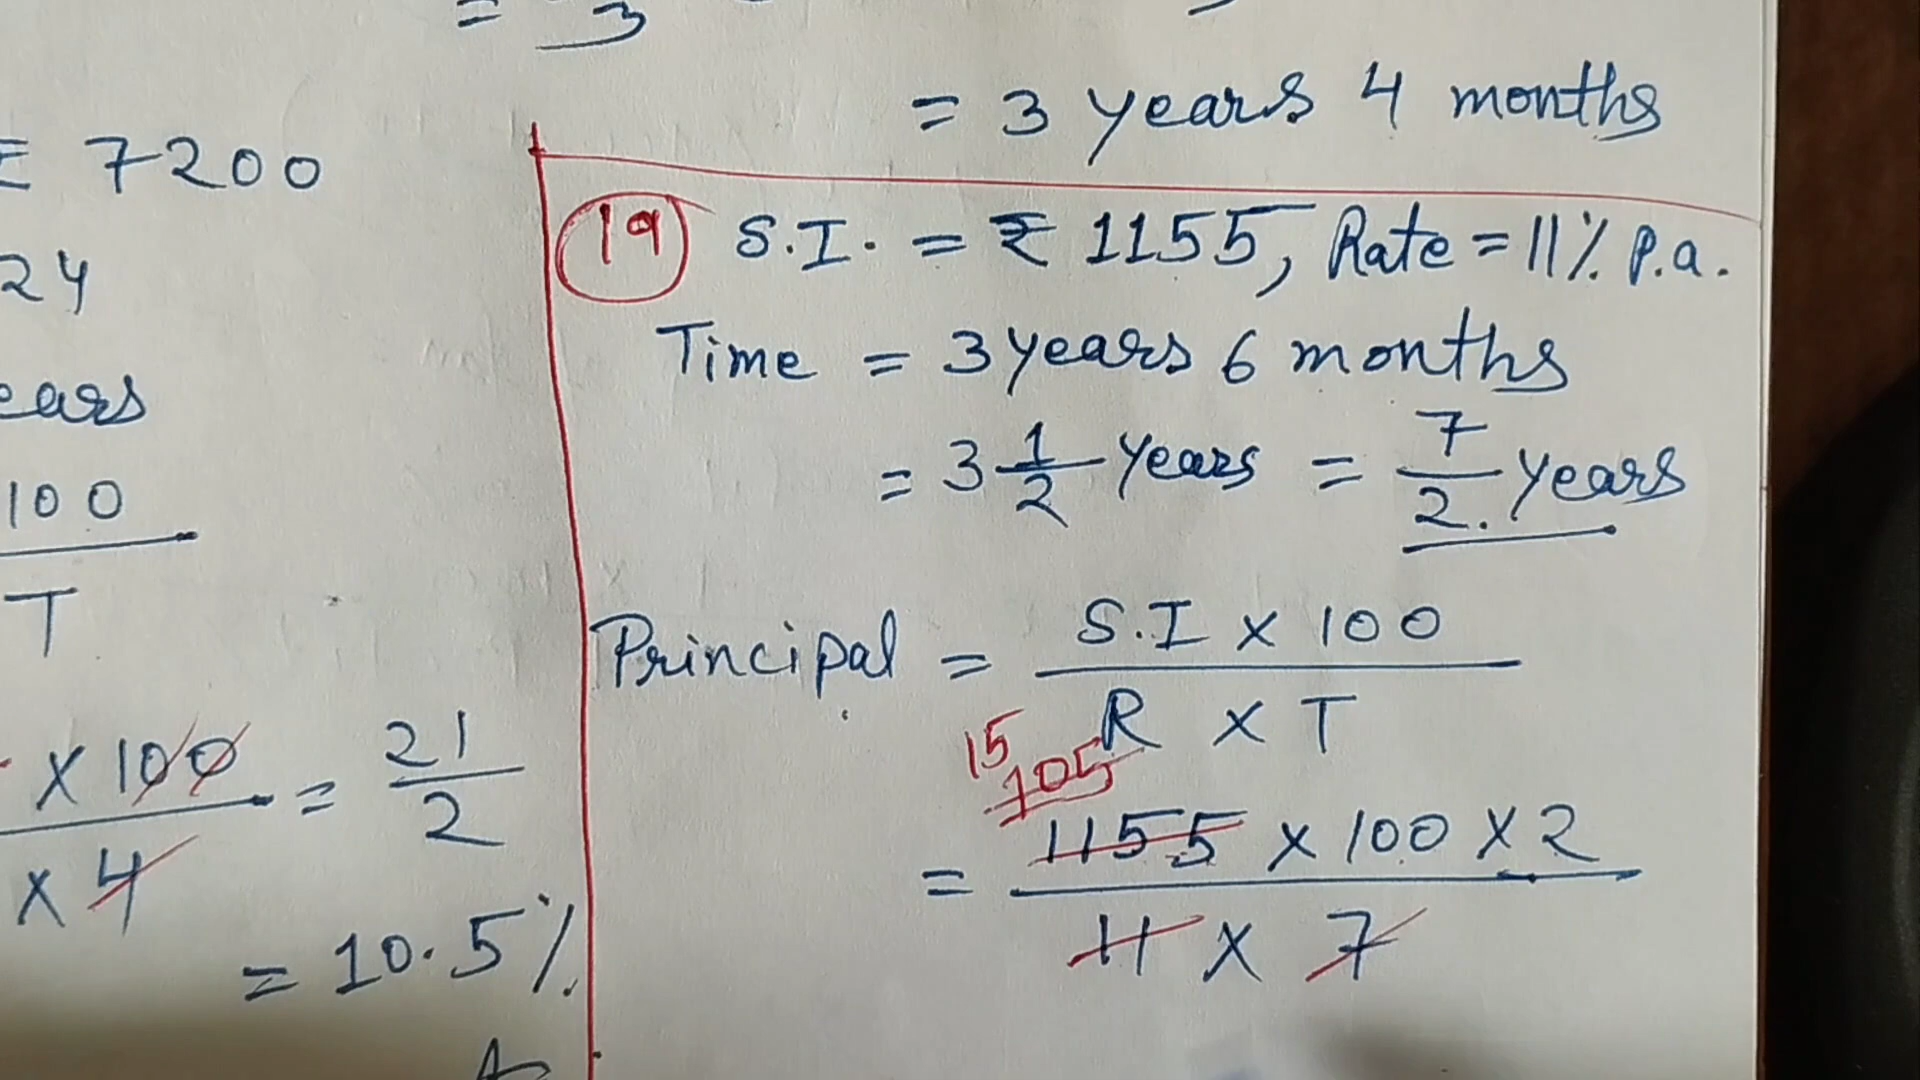 = 3 years 4 months
₹ 7200
24
ears
100
T
x 100 = 21/2
x 4
= 10.5%
19 S.I. = ₹ 1155, Rate = 11% p.a.
Time = 3 years 6 months
= 3 1/2 years = 7/2 years
Principal = S.I x 100
R x T
15
105
= 1155 x 100 x 2
11 x 7